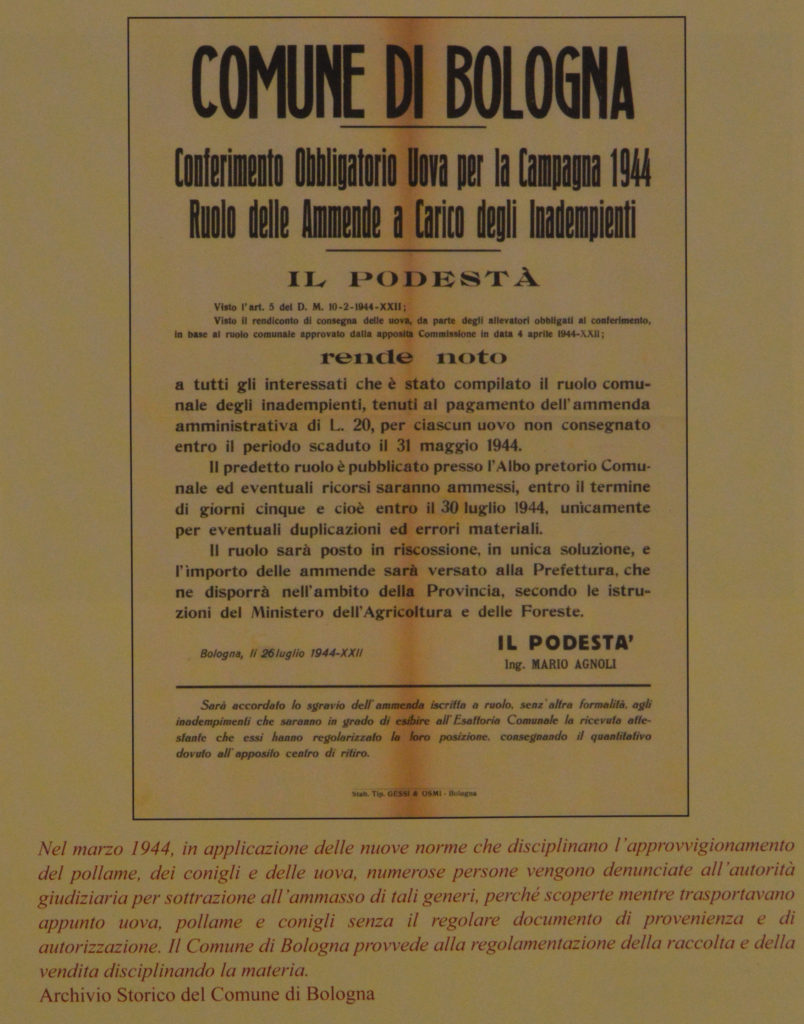 COMUNE DI BOLOGNA
Conferimento Obbligatorio Uova per la Campagna 1944
Ruolo delle Ammende a Carico degli Inadempienti
IL PODESTÀ
Visto l'art. 5 del D. M. 10-2-1944-XXII;
Visto il rendiconto di consegna delle uova, da parte degli allevatori obbligati al conferimento,
in base al ruolo comunale approvato dalla apposita Commissione in data 4 aprile 1944-XXII;
rende noto
a tutti gli interessati che è stato compilato il ruolo comu-
nale degli inadempienti, tenuti al pagamento dell'ammenda
amministrativa di L. 20, per ciascun uovo non consegnato
entro il periodo scaduto il 31 maggio 1944.
Il predetto ruolo è pubblicato presso l'Albo pretorio Comu-
nale ed eventuali ricorsi saranno ammessi, entro il termine
di giorni cinque e cioè entro il 30 luglio 1944, unicamente
per eventuali duplicazioni ed errori materiali.
Il ruolo sarà posto in riscossione, in unica soluzione, e
l'importo delle ammende sarà versato alla Prefettura, che
ne disporrà nell'ambito della Provincia, secondo le istru-
zioni del Ministero dell'Agricoltura e delle Foreste.
Bologna, lì 26 luglio 1944-XXII
IL PODESTA'
Ing. MARIO AGNOLI
Sarà accordato lo sgravio dell'ammenda iscritta a ruolo, senz'altra formalità, agli
inadempimenti che saranno in grado di esibire all'Esattoria Comunale la ricevuta atte-
stante che essi hanno regolarizzato la loro posizione, consegnando il quantitativo
dovuto all'apposito centro di ritiro.
Stab. Tip. GESSI & OSMI - Bologna
Nel marzo 1944, in applicazione delle nuove norme che disciplinano l'approvvigionamento
del pollame, dei conigli e delle uova, numerose persone vengono denunciate all'autorità
giudiziaria per sottrazione all'ammasso di tali generi, perché scoperte mentre trasportavano
appunto uova, pollame e conigli senza il regolare documento di provenienza e di
autorizzazione. Il Comune di Bologna provvede alla regolamentazione della raccolta e della
vendita disciplinando la materia.
Archivio Storico del Comune di Bologna